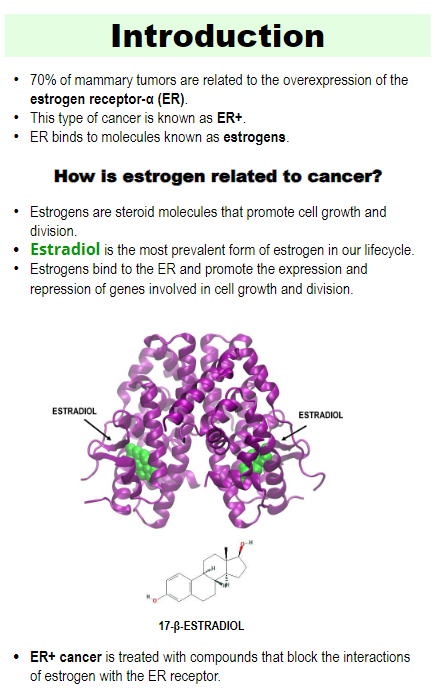 Introduction
• 70% of mammary tumors are related to the overexpression of the
estrogen receptor-α (ER).
• This type of cancer is known as ER+.
• ER binds to molecules known as estrogens.
How is estrogen related to cancer?
• Estrogens are steroid molecules that promote cell growth and
division.
• Estradiol is the most prevalent form of estrogen in our lifecycle.
• Estrogens bind to the ER and promote the expression and
repression of genes involved in cell growth and division.
ESTRADIOL
ESTRADIOL
O-H
H
H
H
H
O
17-β-ESTRADIOL
• ER+ cancer is treated with compounds that block the interactions
of estrogen with the ER receptor.